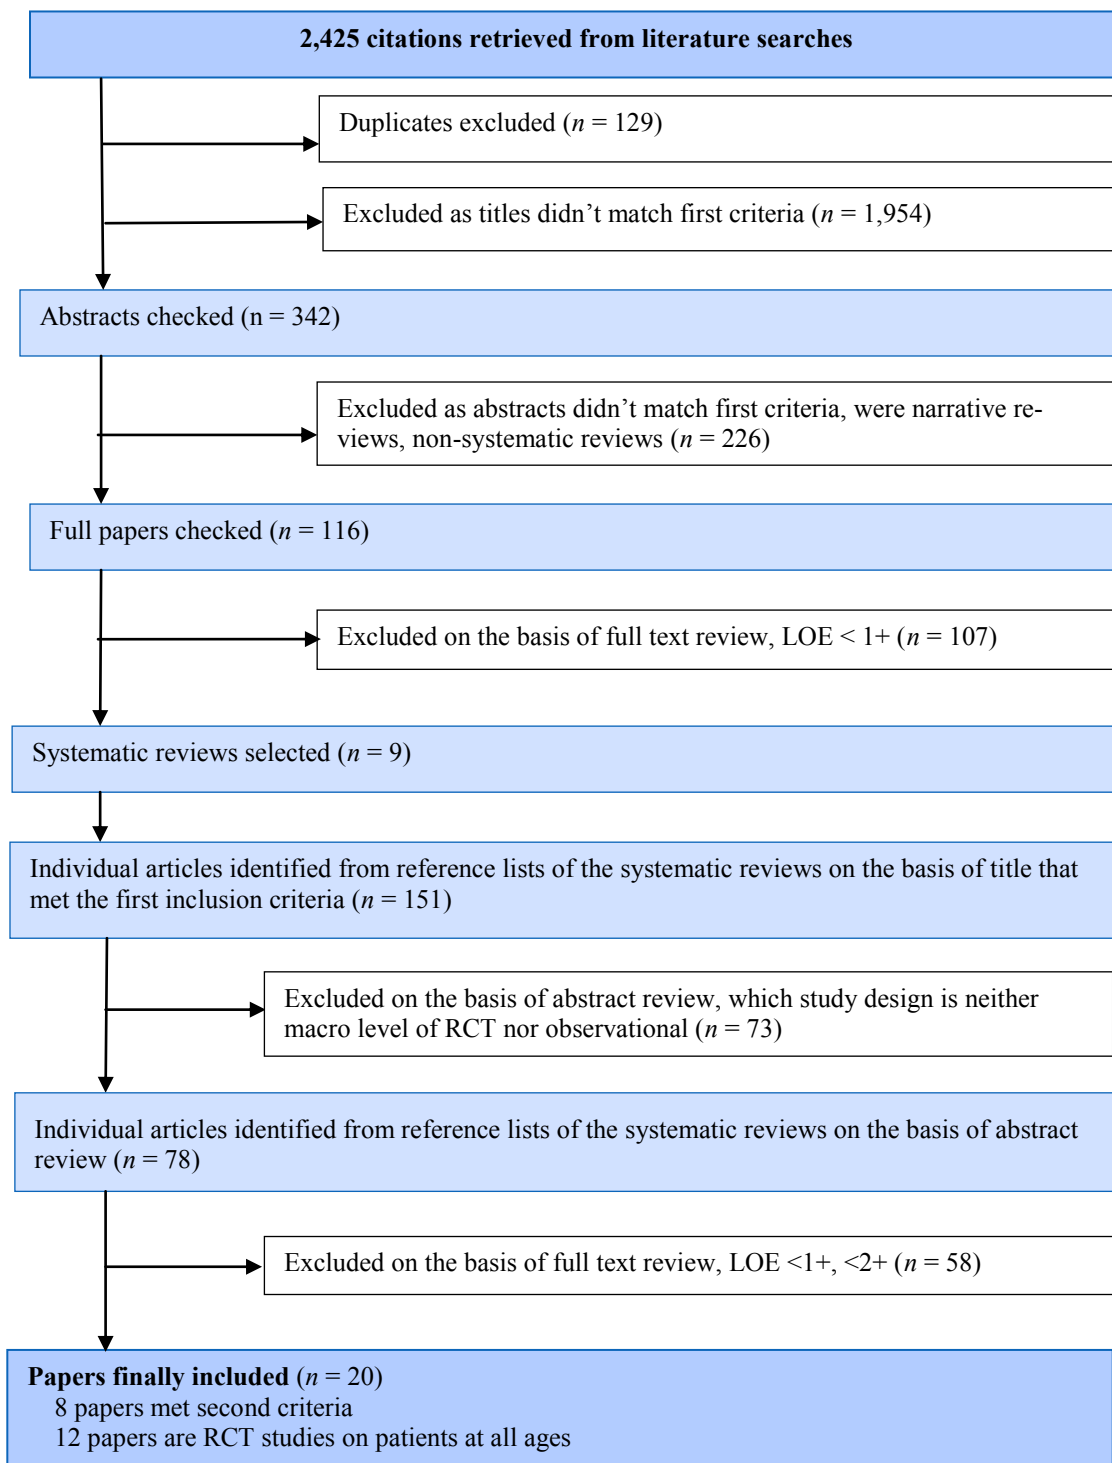 2,425 citations retrieved from literature searches
Duplicates excluded (n = 129)
Excluded as titles didn’t match first criteria (n = 1,954)
Abstracts checked (n = 342)
Excluded as abstracts didn’t match first criteria, were narrative re-
views, non-systematic reviews (n = 226)
Full papers checked (n = 116)
Excluded on the basis of full text review, LOE < 1+ (n = 107)
Systematic reviews selected (n = 9)
Individual articles identified from reference lists of the systematic reviews on the basis of title that
met the first inclusion criteria (n = 151)
Excluded on the basis of abstract review, which study design is neither
macro level of RCT nor observational (n = 73)
Individual articles identified from reference lists of the systematic reviews on the basis of abstract
review (n = 78)
Excluded on the basis of full text review, LOE <1+, <2+ (n = 58)
Papers finally included (n = 20)
8 papers met second criteria
12 papers are RCT studies on patients at all ages